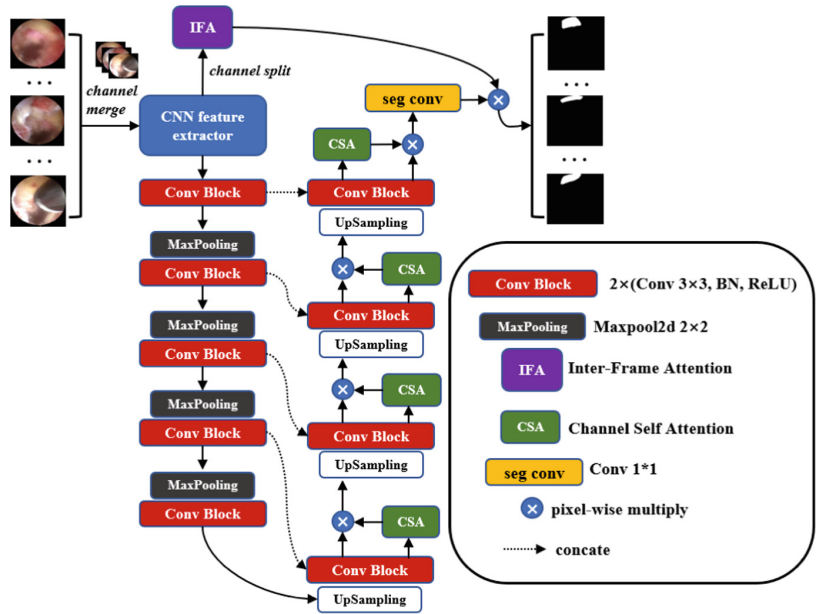 IFA
channel split
channel
merge
• • •
• • •
CNN feature
extractor
seg conv
CSA
Conv Block
Conv Block
UpSampling
MaxPooling
Conv Block
CSA
Conv Block
UpSampling
MaxPooling
Conv Block
CSA
Conv Block
UpSampling
MaxPooling
Conv Block
MaxPooling
Conv Block
CSA
Conv Block
UpSampling
• • •
• • •
Conv Block 2×(Conv 3×3, BN, ReLU)
MaxPooling Maxpool2d 2×2
IFA Inter-Frame Attention
CSA Channel Self Attention
seg conv Conv 1*1
pixel-wise multiply
concate